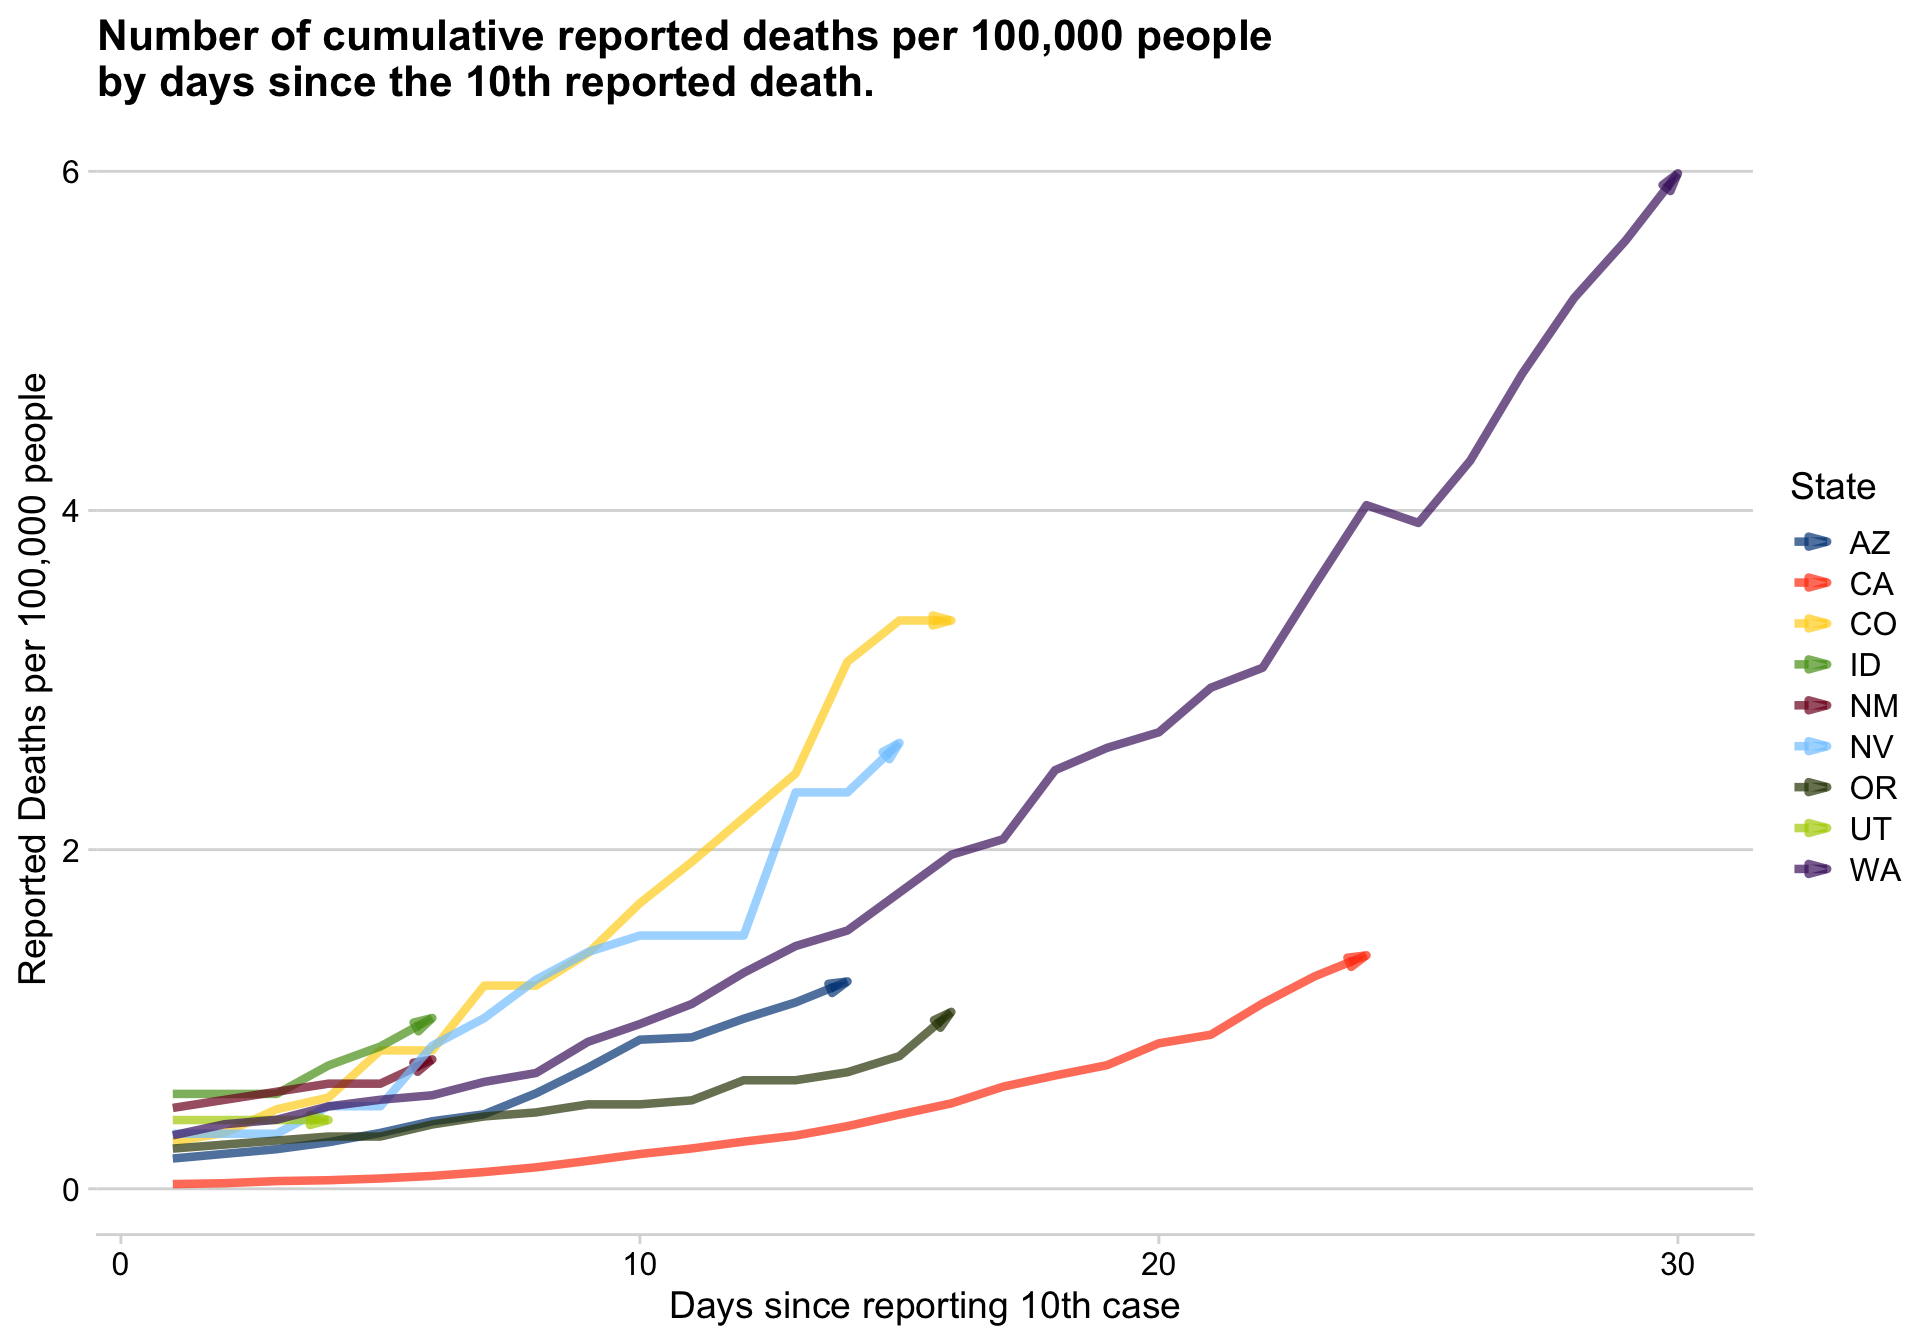 Number of cumulative reported deaths per 100,000 people
by days since the 10th reported death.
Reported Deaths per 100,000 people
6
4
2
0
0 10 20 30
Days since reporting 10th case
State
AZ
CA
CO
ID
NM
NV
OR
UT
WA